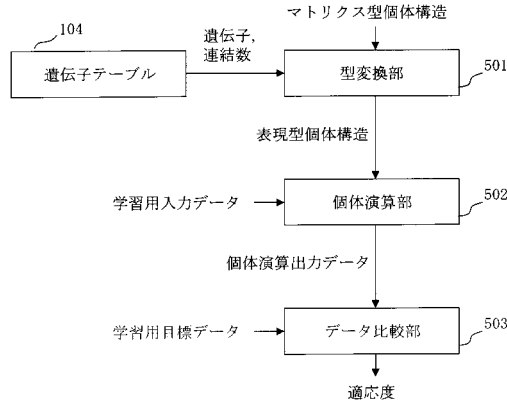 マトリクス型個体構造
104
遺伝子,
連結数
遺伝子テーブル
型変換部
501
表現型個体構造
学習用入力データ
個体演算部
502
個体演算出力データ
学習用目標データ
データ比較部
503
適応度